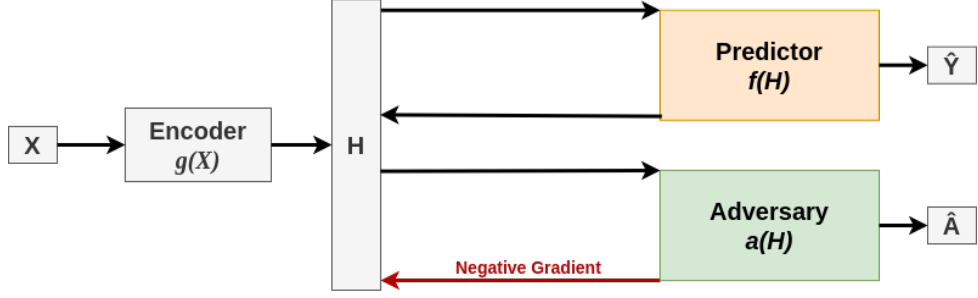 X
Encoder
g(X)
H
Predictor
f(H)
Ŷ
Adversary
a(H)
Â
Negative Gradient